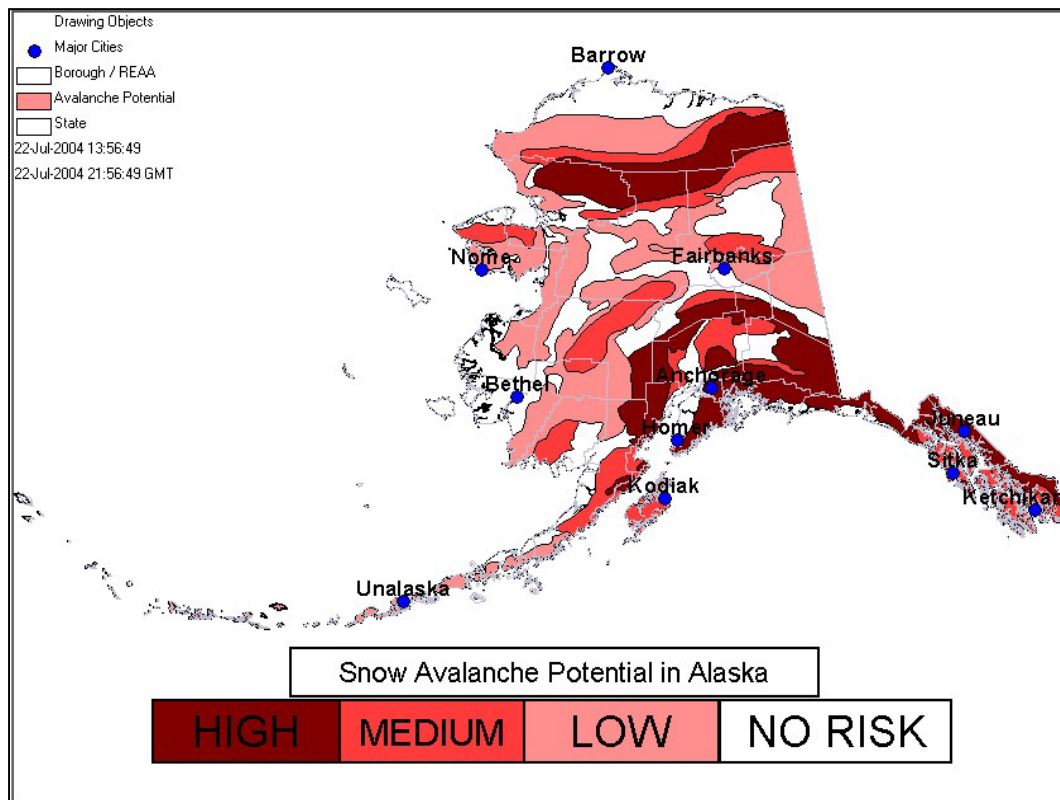 Drawing Objects
Major Cities
Borough / REAA
Avalanche Potential
State
22-Jul-2004 13:56:49
22-Jul-2004 21:56:49 GMT
Barrow
Nome
Fairbanks
Bethel
Anchorage
Homer
Juneau
Sitka
Kodiak
Ketchikan
Unalaska
Snow Avalanche Potential in Alaska
HIGH MEDIUM LOW NO RISK